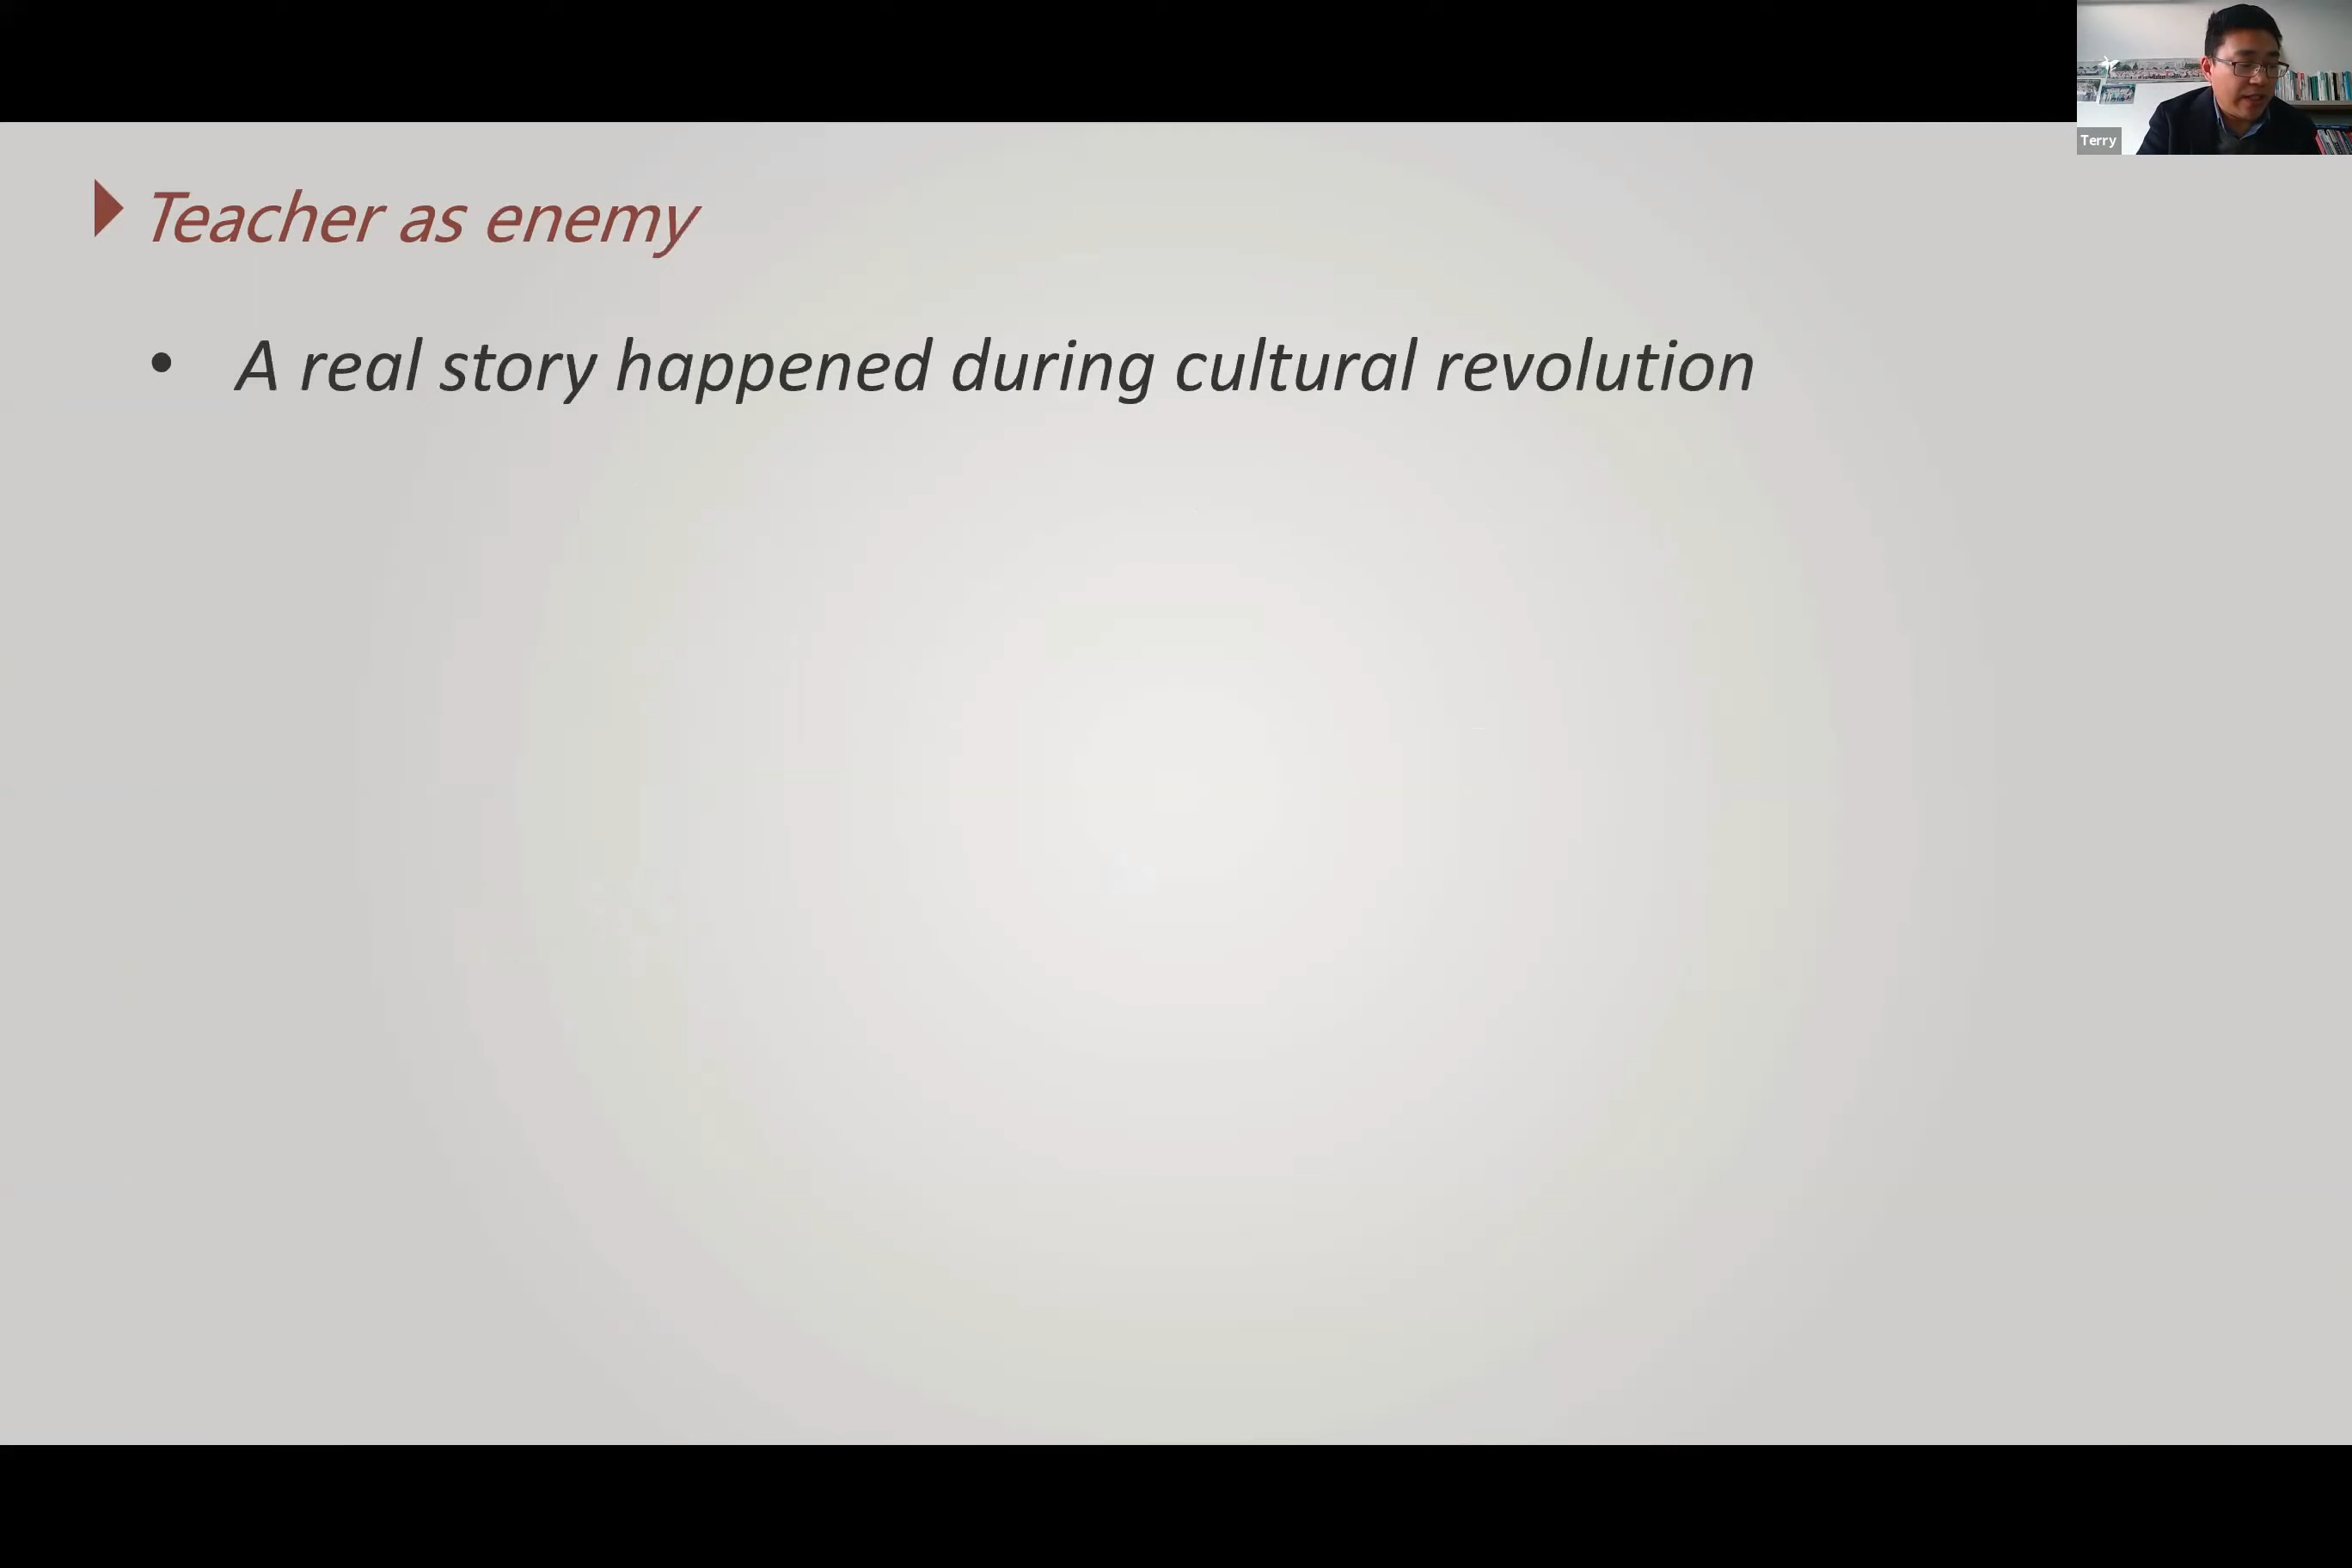 Terry
Teacher as enemy
• A real story happened during cultural revolution